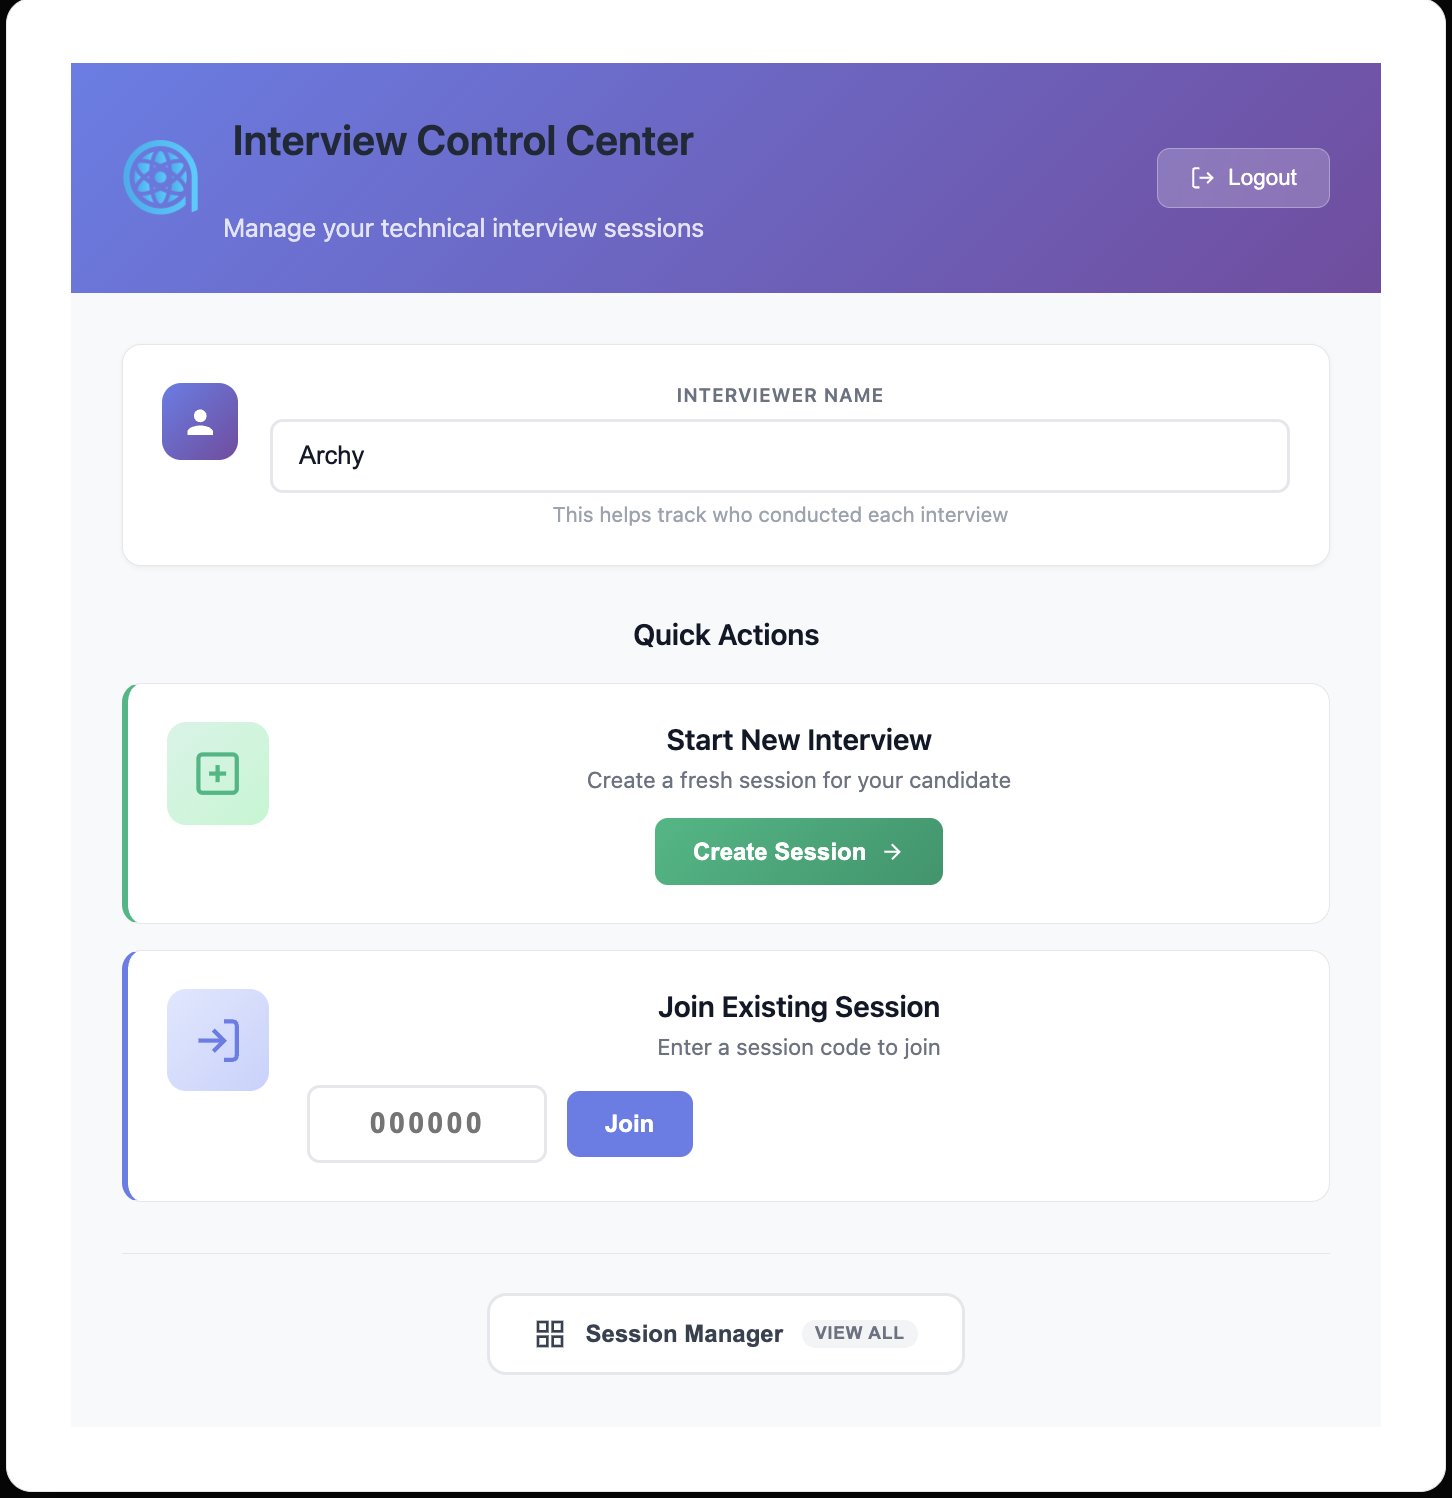 Interview Control Center
Manage your technical interview sessions
Logout
INTERVIEWER NAME
Archy
This helps track who conducted each interview
Quick Actions
Start New Interview
Create a fresh session for your candidate
Create Session →
Join Existing Session
Enter a session code to join
000000
Join
Session Manager VIEW ALL